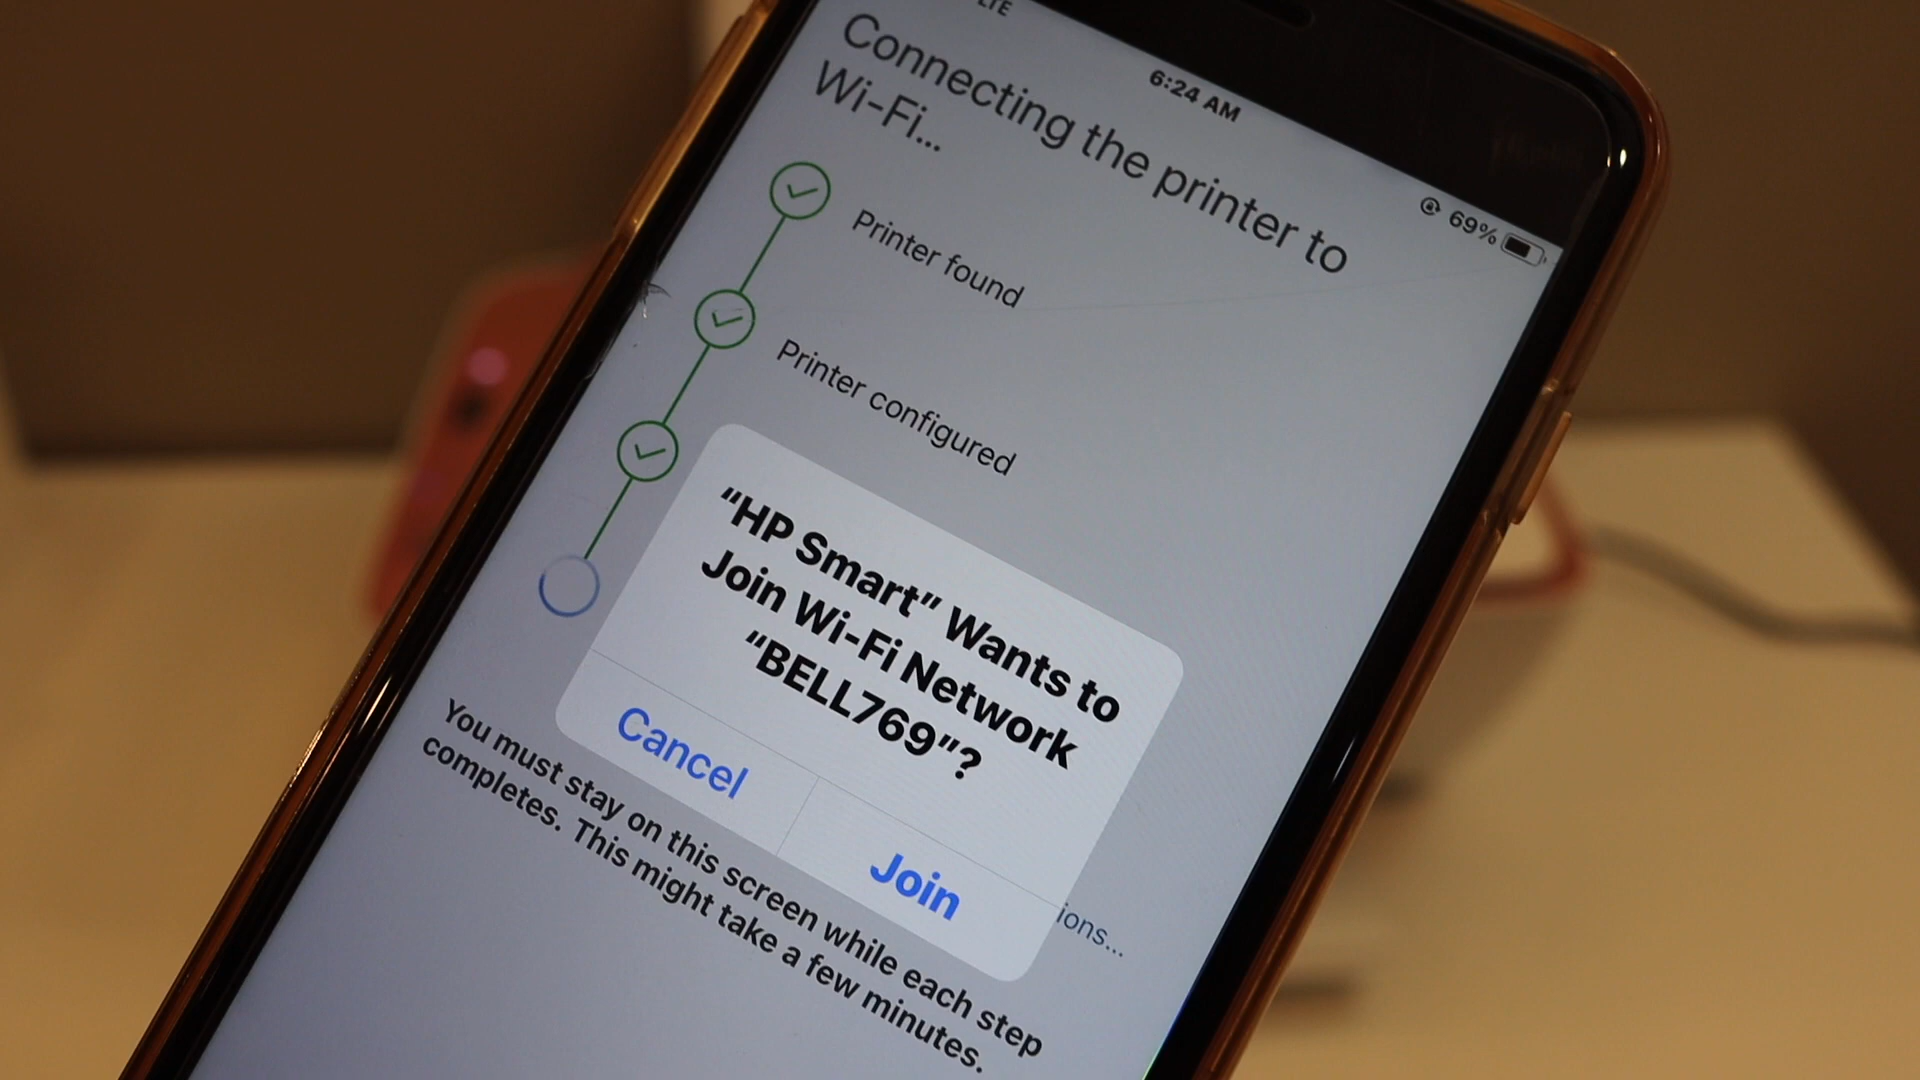 LTE
6:24 AM
69%
Connecting the printer to
Wi-Fi...
Printer found
Printer configured
“HP Smart” Wants to
Join Wi-Fi Network
“BELL769”?
Cancel
Join
ions...
You must stay on this screen while each step
completes. This might take a few minutes.